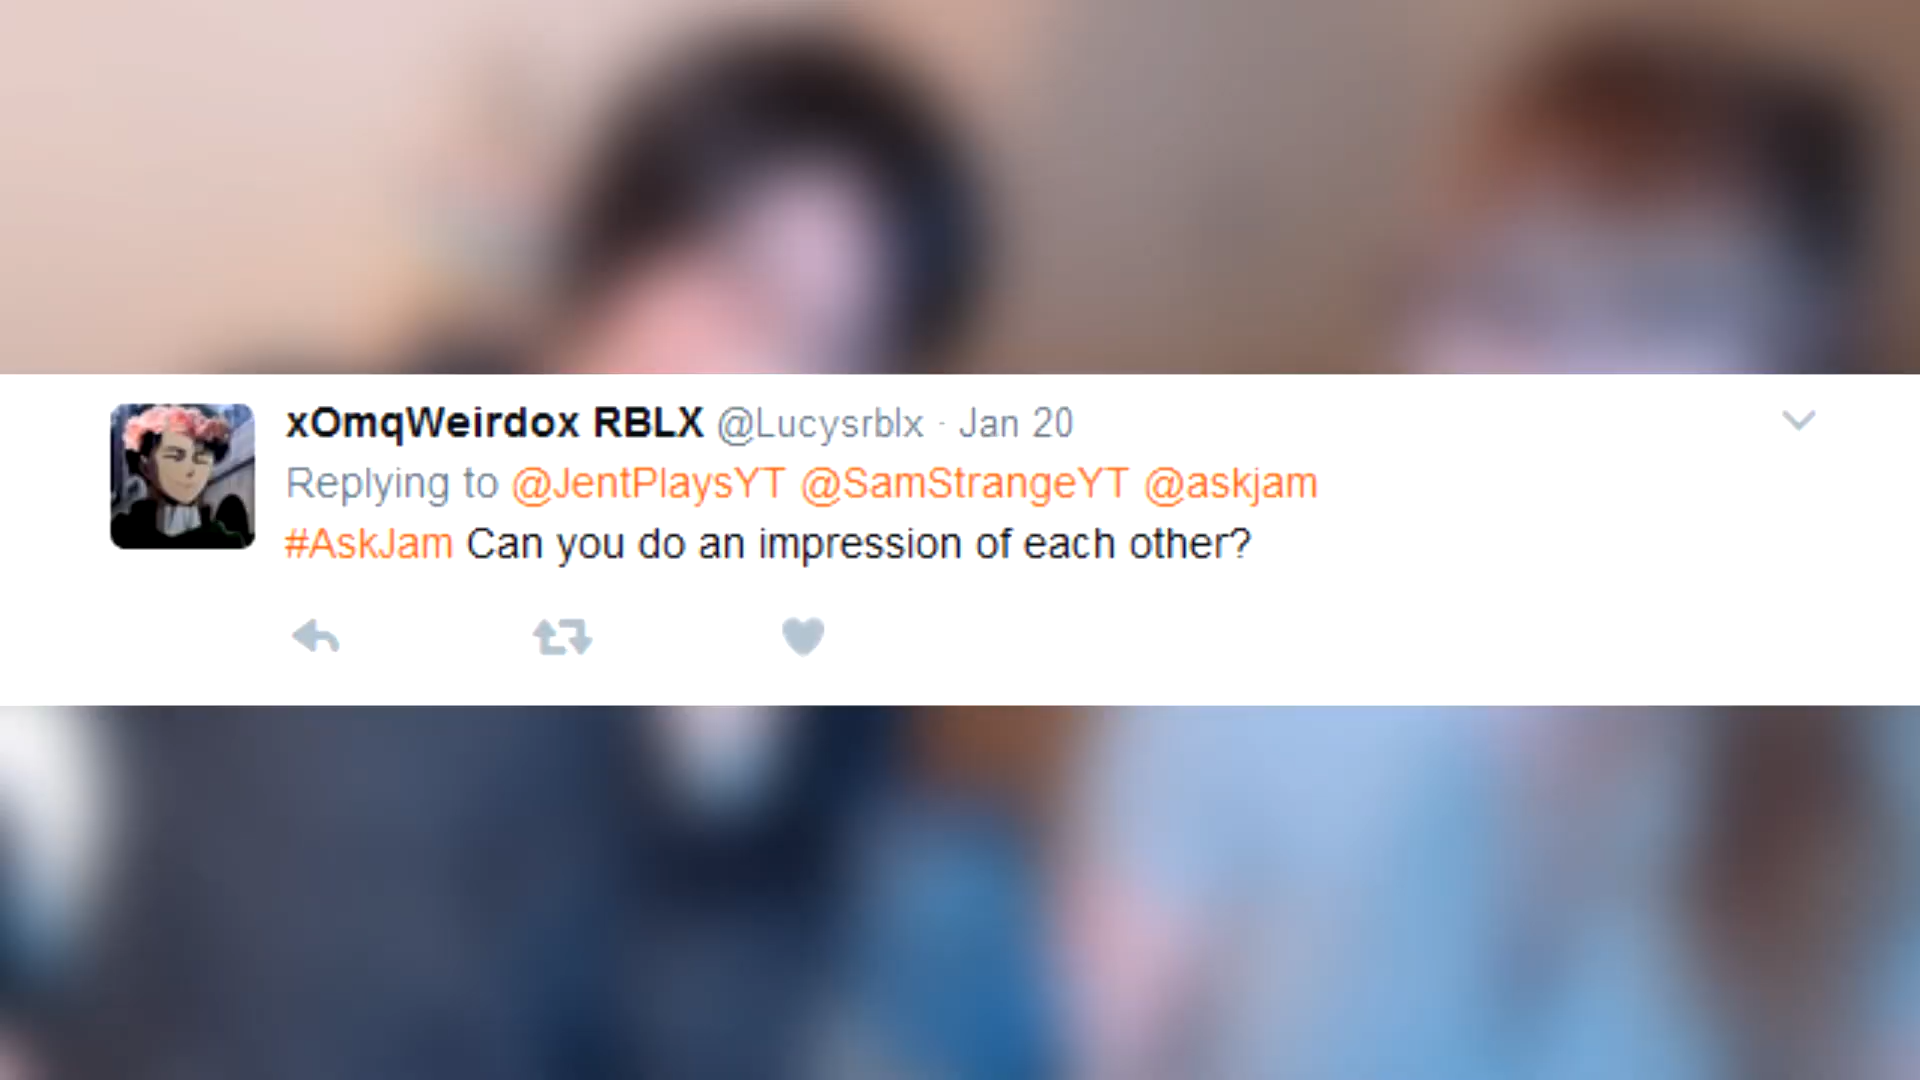 xOmqWeirdox RBLX @Lucysrblx · Jan 20
Replying to @JentPlaysYT @SamStrangeYT @askjam
#AskJam Can you do an impression of each other?